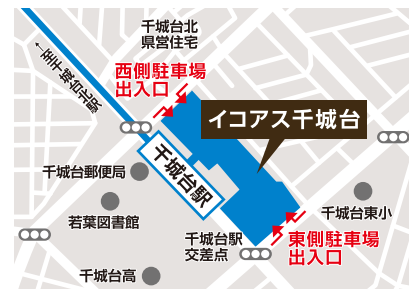 千城台北
県営住宅
→至千城台北駅
西側駐車場
出入口
イコアス千城台
千城台郵便局
千城台駅
若葉図書館
千城台東小
千城台駅
交差点
東側駐車場
出入口
千城台高